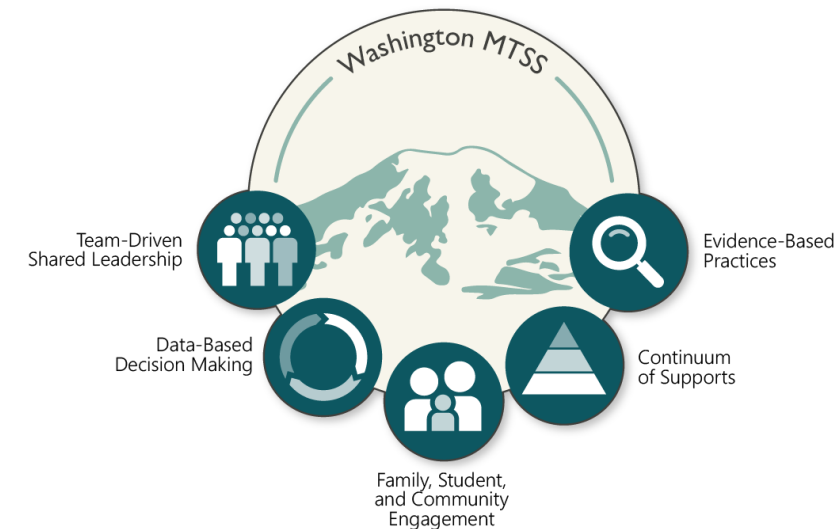 Washington MTSS
Team-Driven
Shared Leadership
Evidence-Based
Practices
Data-Based
Decision Making
Continuum
of Supports
Family, Student,
and Community
Engagement